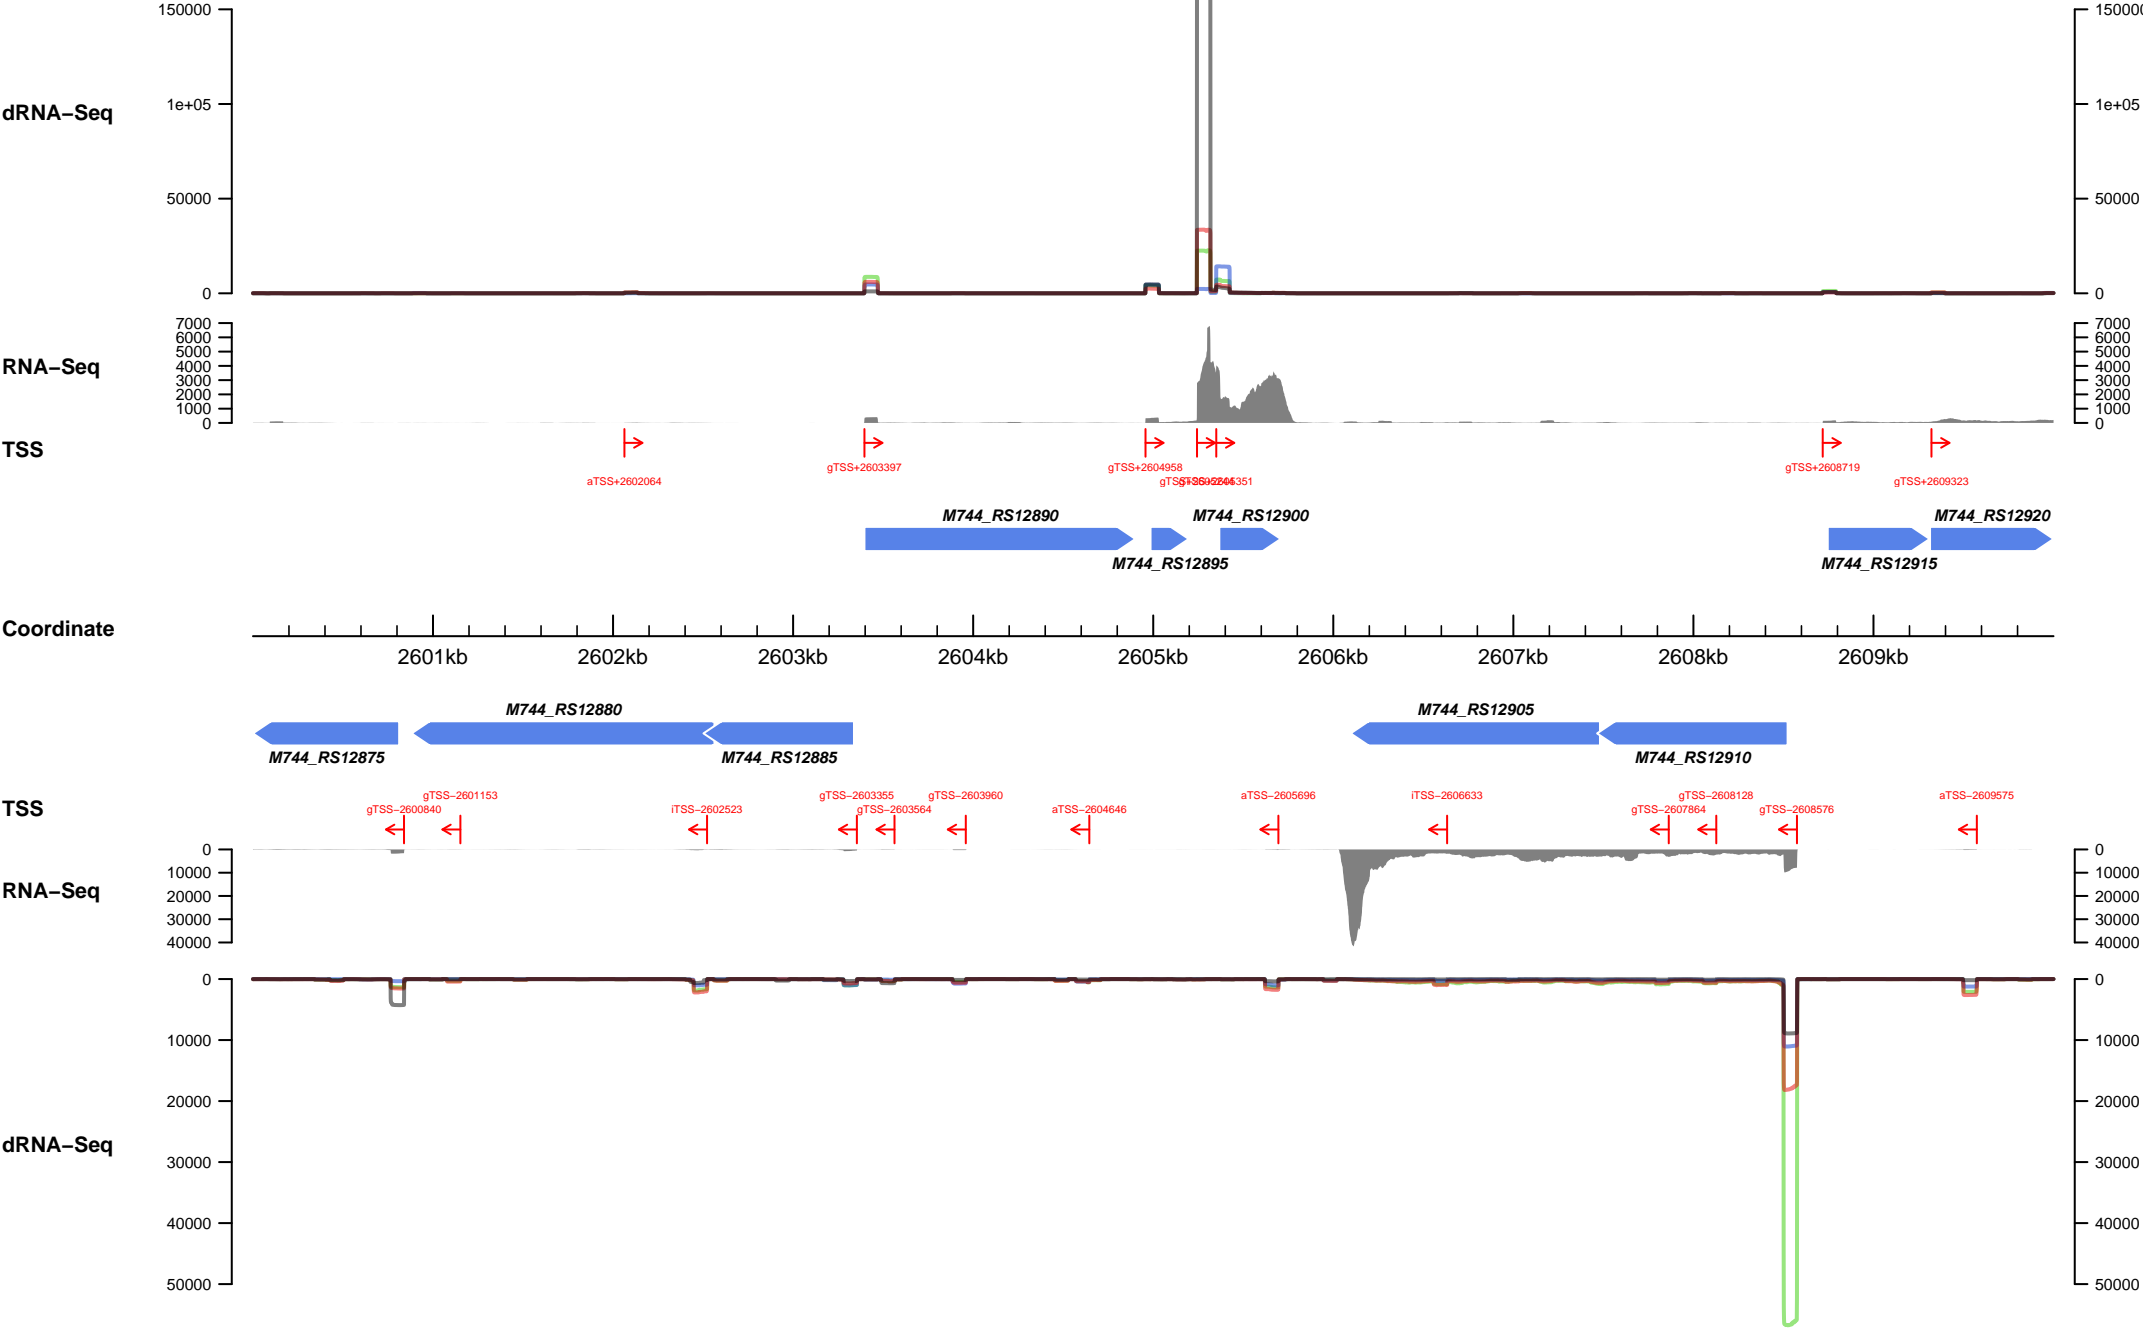 150000 150000
dRNA−Seq 1e+05 1e+05
50000 50000
0 0
7000 7000
6000 6000
5000 5000
RNA−Seq 4000 4000
3000 3000
2000 2000
1000 1000
0 0
TSS
gTSS+2603397 gTSS+2604958 gTSS+2608719
aTSS+2602064 gTSS+2605351 gTSS+2609323
M744_RS12890 M744_RS12900 M744_RS12920
M744_RS12895 M744_RS12915
Coordinate
2601kb 2602kb 2603kb 2604kb 2605kb 2606kb 2607kb 2608kb 2609kb
M744_RS12880 M744_RS12905
M744_RS12875 M744_RS12885 M744_RS12910
gTSS−2601153 iTSS−2602523 gTSS−2603355 gTSS−2603960 aTSS−2604646 aTSS−2605696 iTSS−2606633 gTSS−2608128 aTSS−2609575
TSS gTSS−2600840 gTSS−2603564 gTSS−2607864 gTSS−2608576
0 0
10000 10000
RNA−Seq 20000 20000
30000 30000
40000 40000
0 0
10000 10000
20000 20000
dRNA−Seq
30000 30000
40000 40000
50000 50000